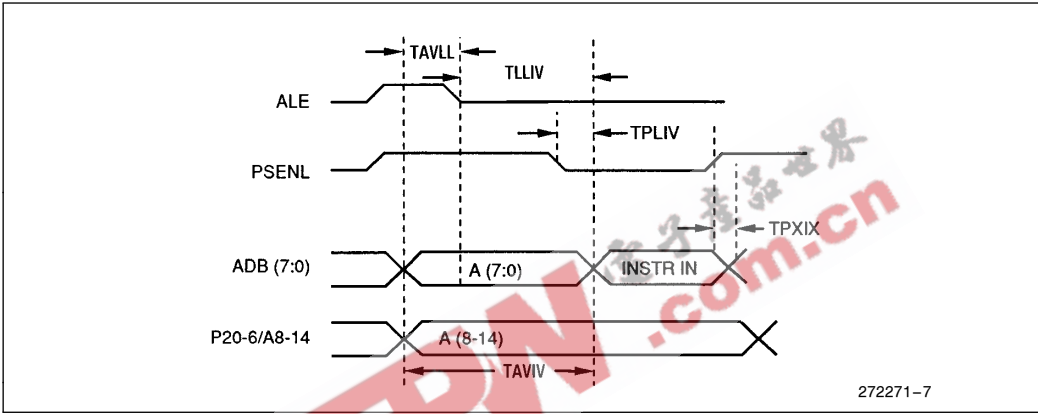 TAVLL
TLLIV
ALE
TPLIV
PSENL
TPXIX
ADB (7:0)
A (7:0)
INSTR IN
P20-6/A8-14
A (8-14)
TAVIV
272271-7
.com.cn